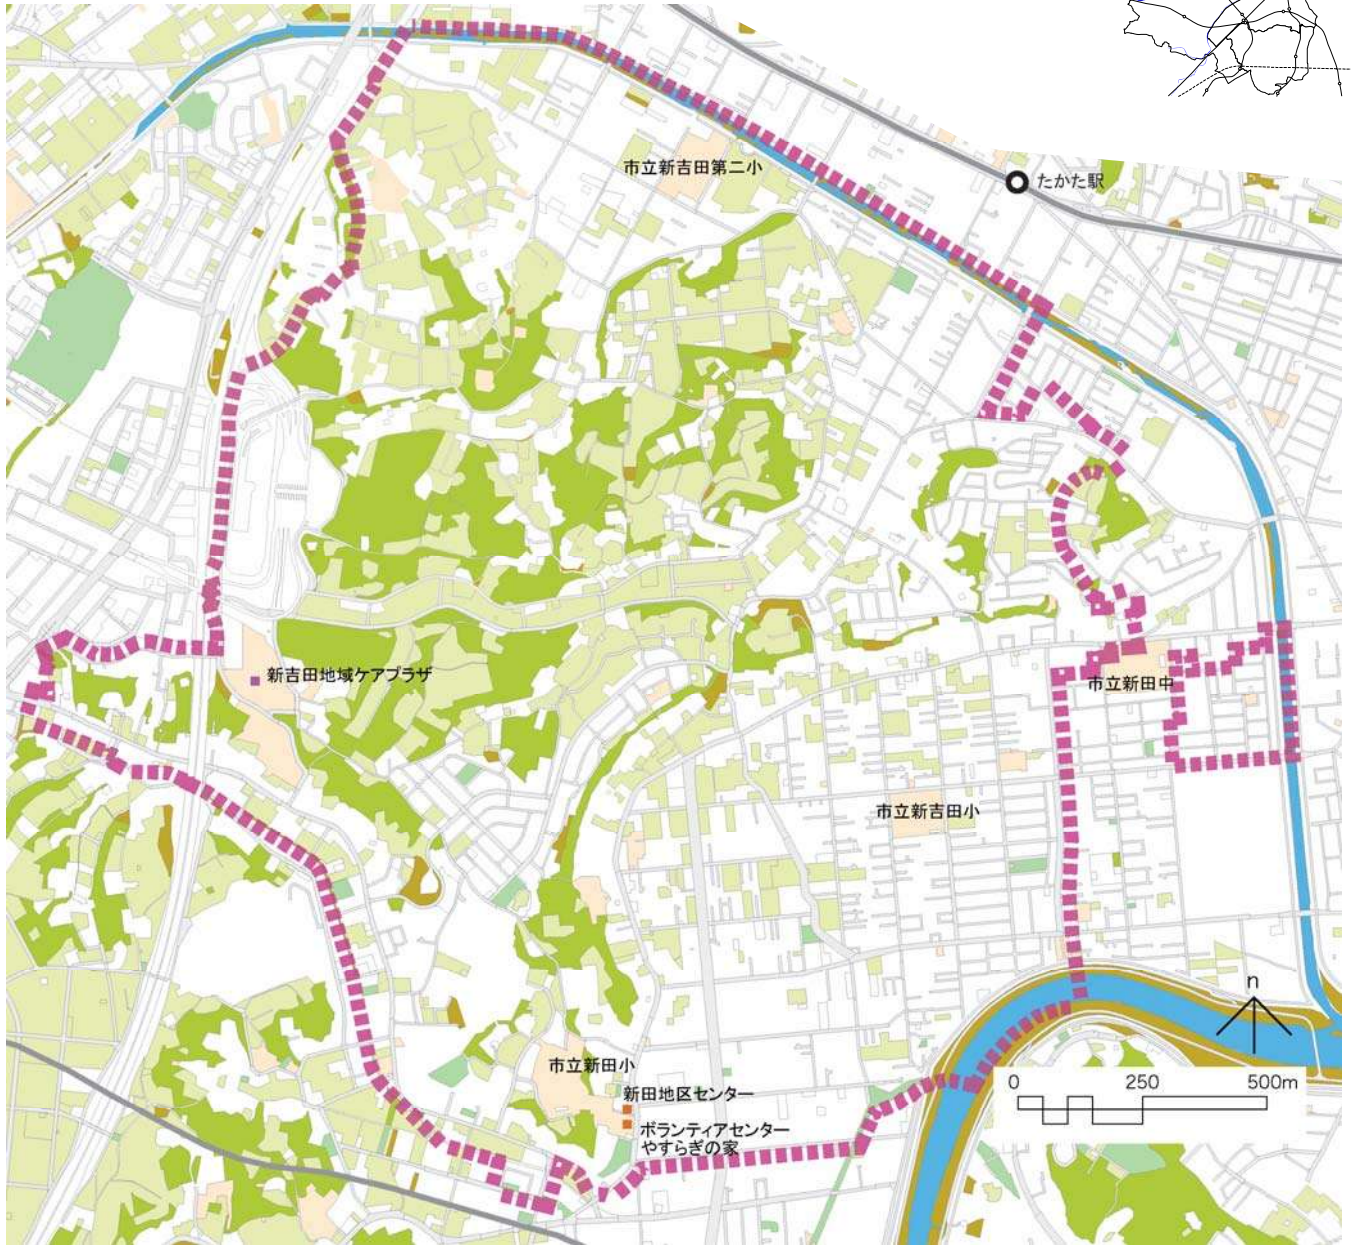 市立新吉田第二小
たかた駅
新吉田地域ケアプラザ
市立新田中
市立新吉田小
n
0 250 500m
市立新田小
新田地区センター
ボランティアセンター
やすらぎの家